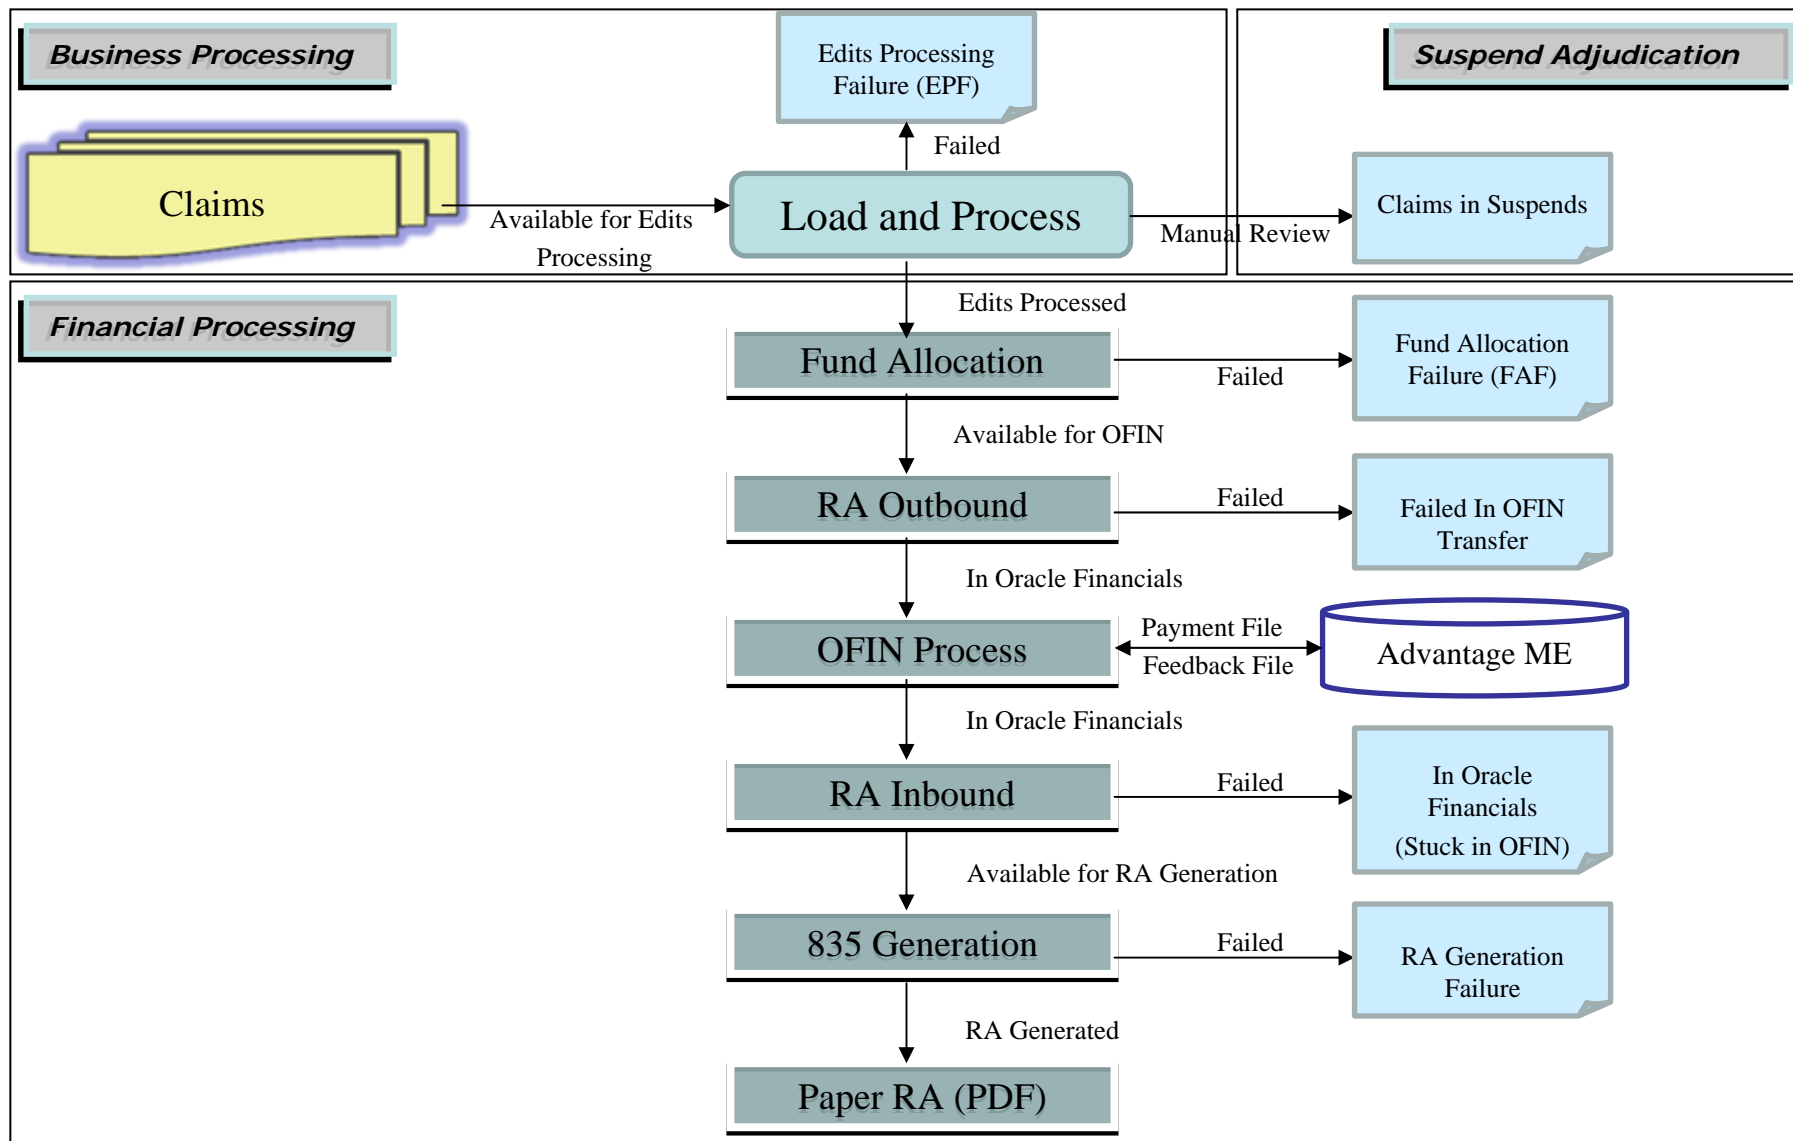 Business Processing
Edits Processing
Failure (EPF)
Suspend Adjudication
Failed
Claims
Available for Edits
Processing
Load and Process
Manual Review
Claims in Suspends
Edits Processed
Financial Processing
Fund Allocation
Failed
Fund Allocation
Failure (FAF)
Available for OFIN
RA Outbound
Failed
Failed In OFIN
Transfer
In Oracle Financials
OFIN Process
Payment File
Feedback File
Advantage ME
In Oracle Financials
RA Inbound
Failed
In Oracle
Financials
(Stuck in OFIN)
Available for RA Generation
835 Generation
Failed
RA Generation
Failure
RA Generated
Paper RA (PDF)